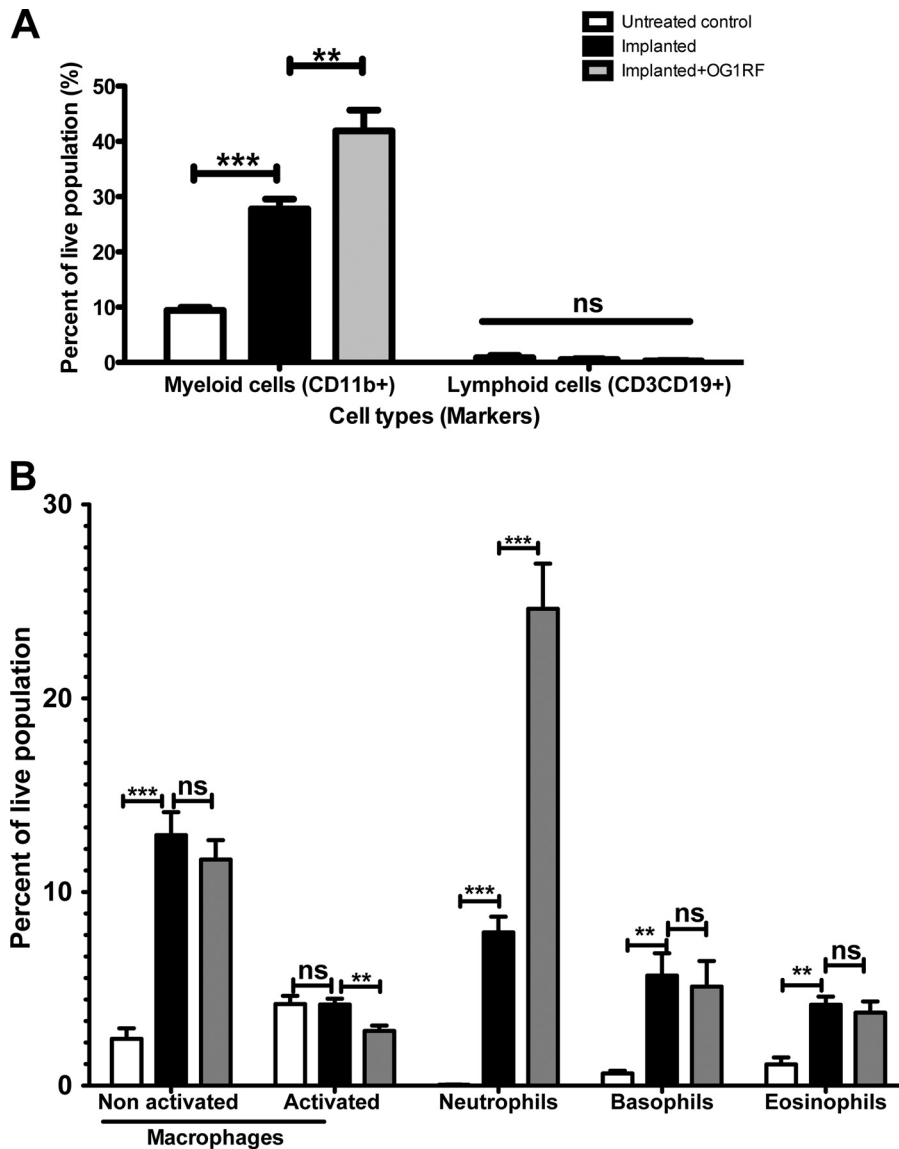 A
Untreated control
Implanted
Implanted+OG1RF
Percent of live population (%)
50
40
30
20
10
0
***
**
ns
Myeloid cells (CD11b+)
Lymphoid cells (CD3CD19+)
Cell types (Markers)
B
Percent of live population
30
20
10
0
***
ns
ns
**
***
***
**
ns
**
ns
Non activated
Activated
Neutrophils
Basophils
Eosinophils
Macrophages